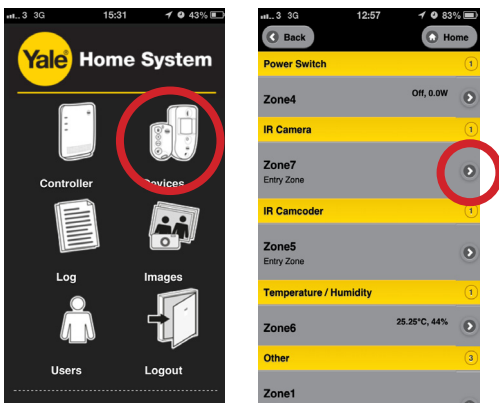 3 3G 15:31 43%
Yale Home System
Controller Devices
Log Images
Users Logout
3 3G 12:57 83%
Back Home
Power Switch 1
Zone4 Off, 0.0W
IR Camera 1
Zone7
Entry Zone
IR Camcoder 1
Zone5
Entry Zone
Temperature / Humidity 1
Zone6 25.25°C, 44%
Other 3
Zone1